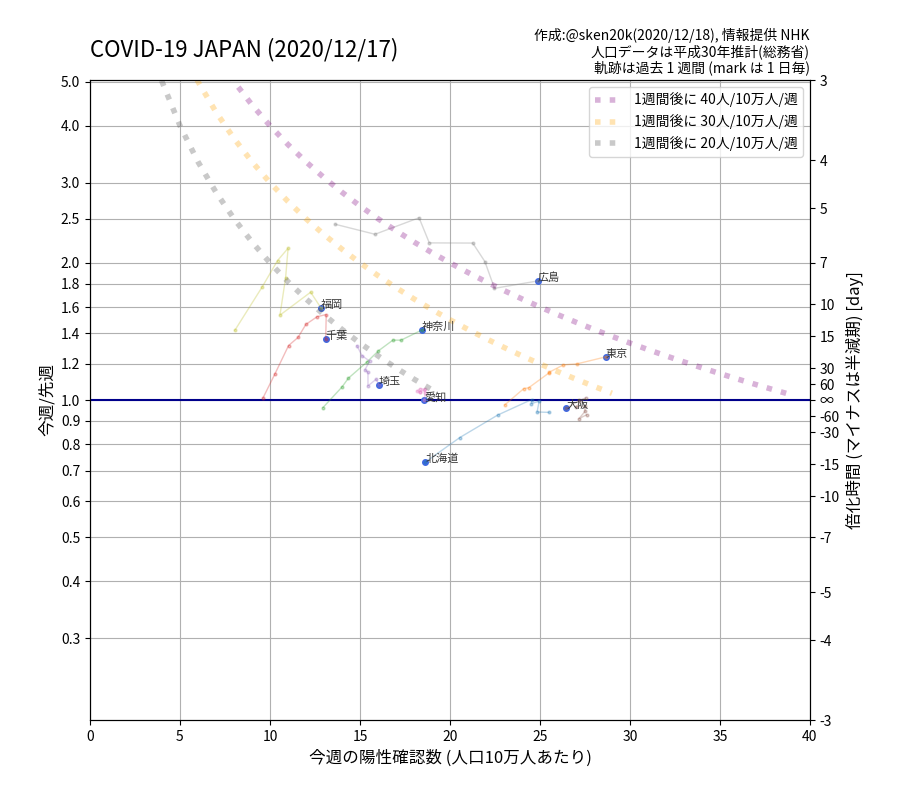 COVID-19 JAPAN (2020/12/17)
作成:@sken20k(2020/12/18), 情報提供 NHK
人口データは平成30年推計(総務省)
軌跡は過去 1 週間 (mark は 1 日毎)
1週間後に 40人/10万人/週
1週間後に 30人/10万人/週
1週間後に 20人/10万人/週
今週/先週
5.0
4.0
3.0
2.5
2.0
1.8
1.6
1.4
1.2
1.0
0.9
0.8
0.7
0.6
0.5
0.4
0.3
広島
福岡
千葉
神奈川
東京
埼玉
愛知
大阪
北海道
3
4
5
7
10
15
30
60
∞
-60
-30
-15
-10
-7
-5
-4
-3
倍化時間 (マイナスは半減期) [day]
0 5 10 15 20 25 30 35 40
今週の陽性確認数 (人口10万人あたり)